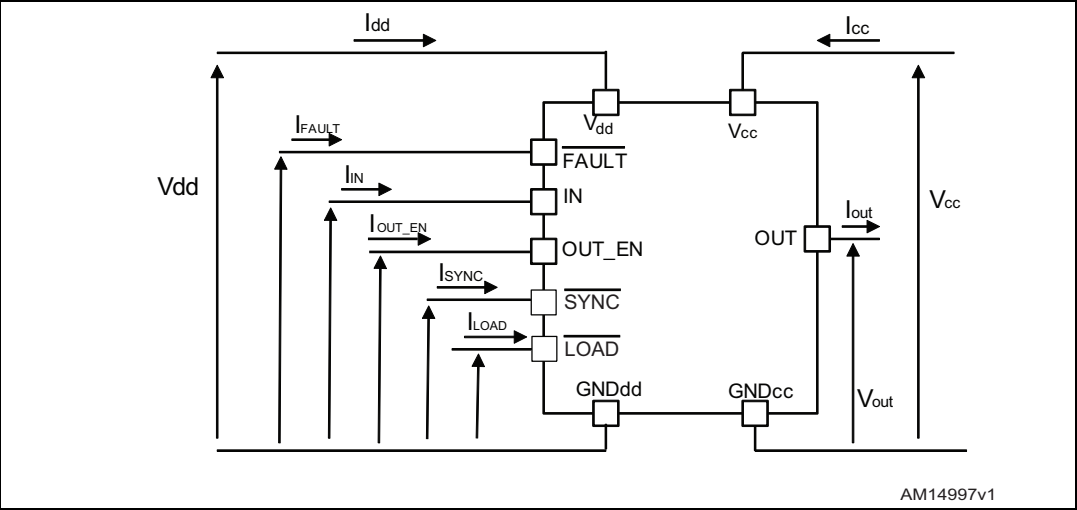 Idd
Icc
Vdd
Vcc
IFAULT
FAULT
Vdd
IIN
IN
Vcc
IOUT_EN
OUT_EN
OUT
Iout
ISYNC
SYNC
ILOAD
LOAD
GNDdd
GNDcc
Vout
AM14997v1